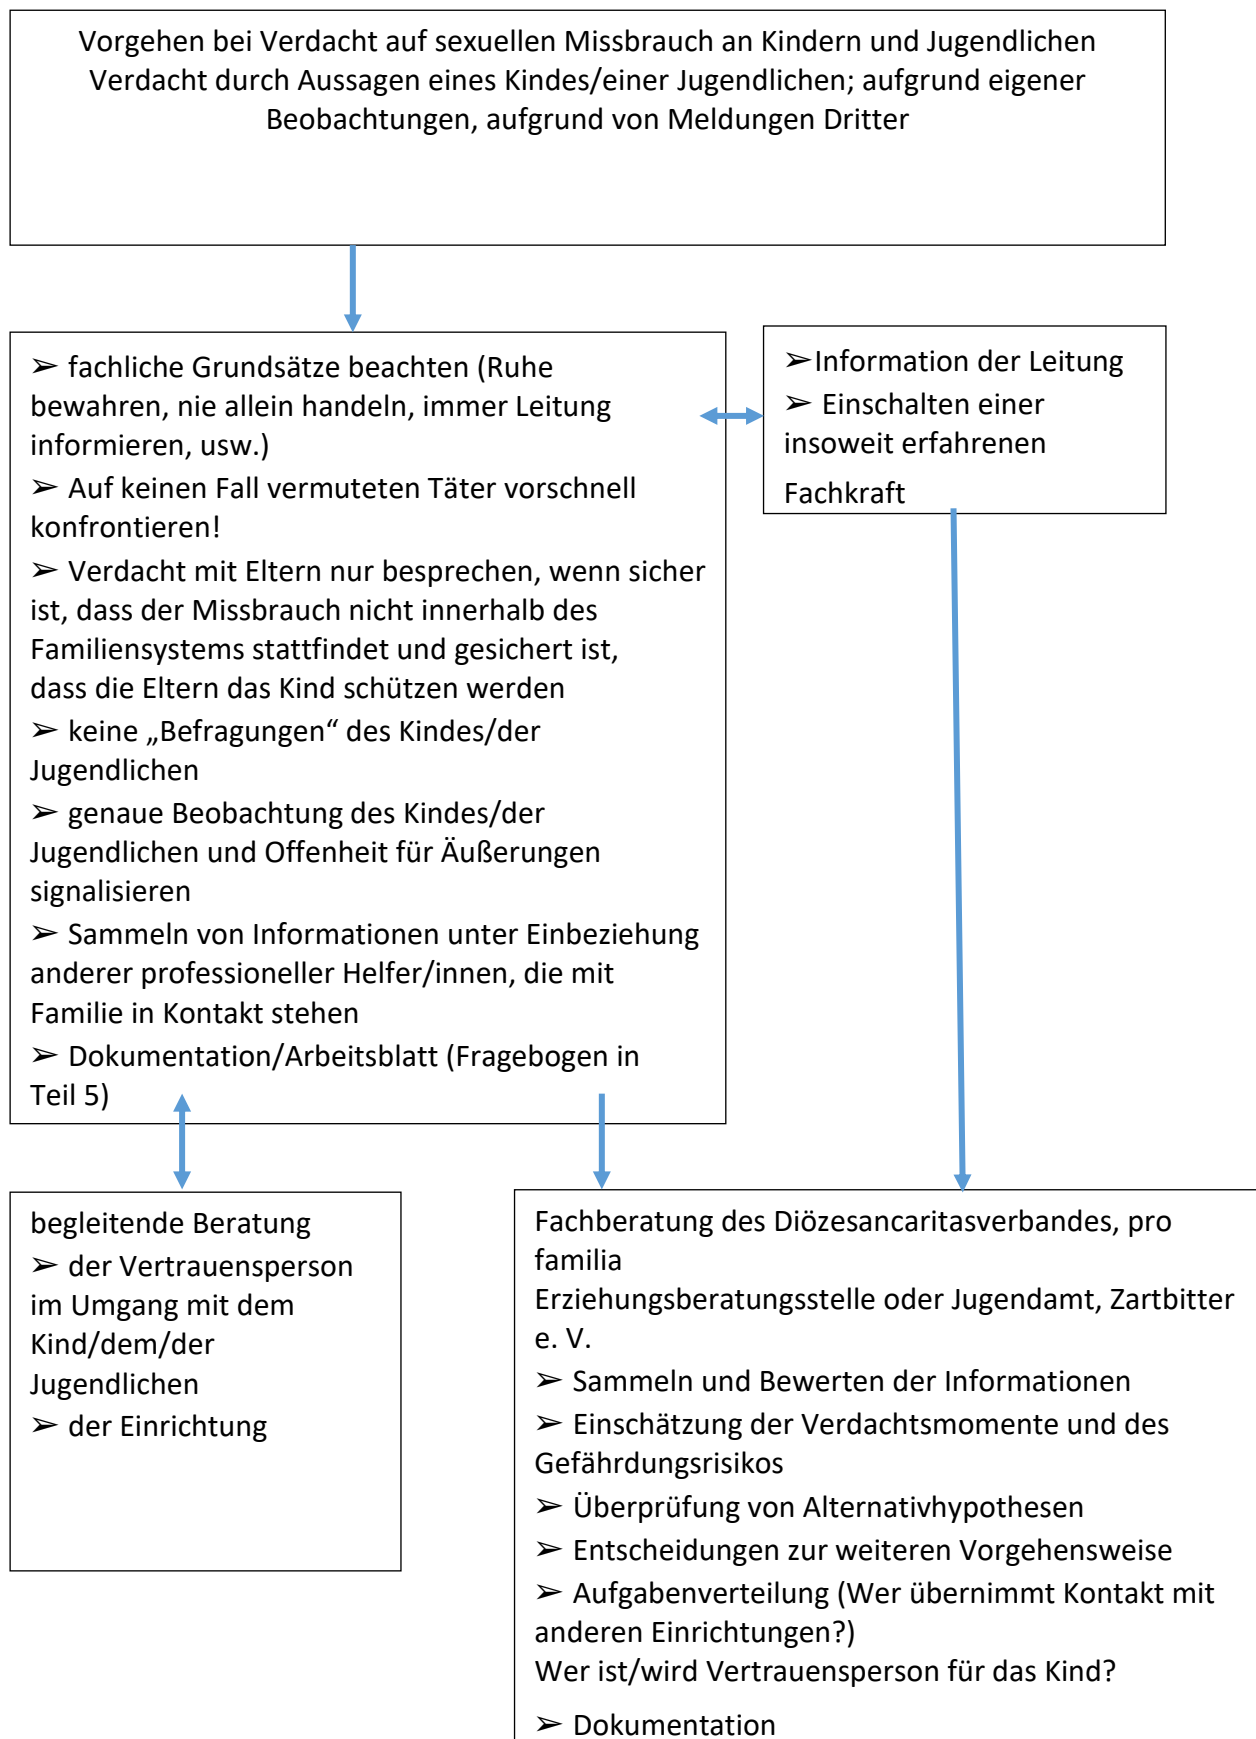 Vorgehen bei Verdacht auf sexuellen Missbrauch an Kindern und Jugendlichen
Verdacht durch Aussagen eines Kindes/einer Jugendlichen; aufgrund eigener
Beobachtungen, aufgrund von Meldungen Dritter
➢ fachliche Grundsätze beachten (Ruhe
bewahren, nie allein handeln, immer Leitung
informieren, usw.)
➢ Auf keinen Fall vermuteten Täter vorschnell
konfrontieren!
➢ Verdacht mit Eltern nur besprechen, wenn sicher
ist, dass der Missbrauch nicht innerhalb des
Familiensystems stattfindet und gesichert ist,
dass die Eltern das Kind schützen werden
➢ keine „Befragungen“ des Kindes/der
Jugendlichen
➢ genaue Beobachtung des Kindes/der
Jugendlichen und Offenheit für Äußerungen
signalisieren
➢ Sammeln von Informationen unter Einbeziehung
anderer professioneller Helfer/innen, die mit
Familie in Kontakt stehen
➢ Dokumentation/Arbeitsblatt (Fragebogen in
Teil 5)
➢Information der Leitung
➢ Einschalten einer
insoweit erfahrenen
Fachkraft
begleitende Beratung
➢ der Vertrauensperson
im Umgang mit dem
Kind/dem/der
Jugendlichen
➢ der Einrichtung
Fachberatung des Diözesancaritasverbandes, pro
familia
Erziehungsberatungsstelle oder Jugendamt, Zartbitter
e. V.
➢ Sammeln und Bewerten der Informationen
➢ Einschätzung der Verdachtsmomente und des
Gefährdungsrisikos
➢ Überprüfung von Alternativhypothesen
➢ Entscheidungen zur weiteren Vorgehensweise
➢ Aufgabenverteilung (Wer übernimmt Kontakt mit
anderen Einrichtungen?)
Wer ist/wird Vertrauensperson für das Kind?
➢ Dokumentation